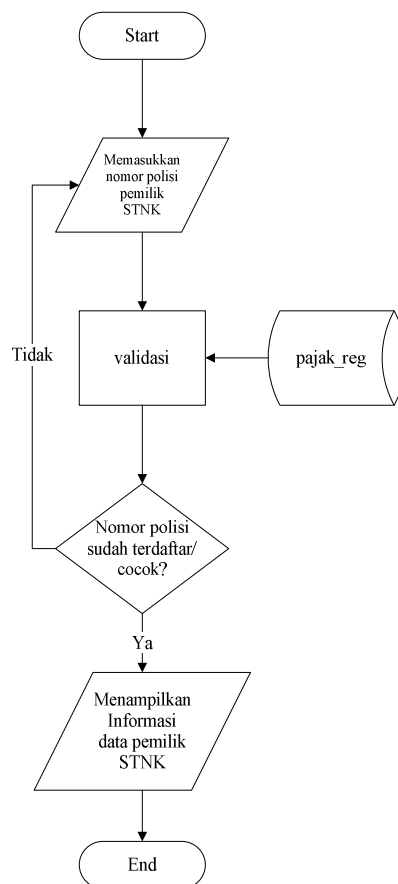 Start
Memasukkan
nomor polisi
pemilik
STNK
Tidak
validasi
pajak_reg
Nomor polisi
sudah terdaftar/
cocok?
Ya
Menampilkan
Informasi
data pemilik
STNK
End